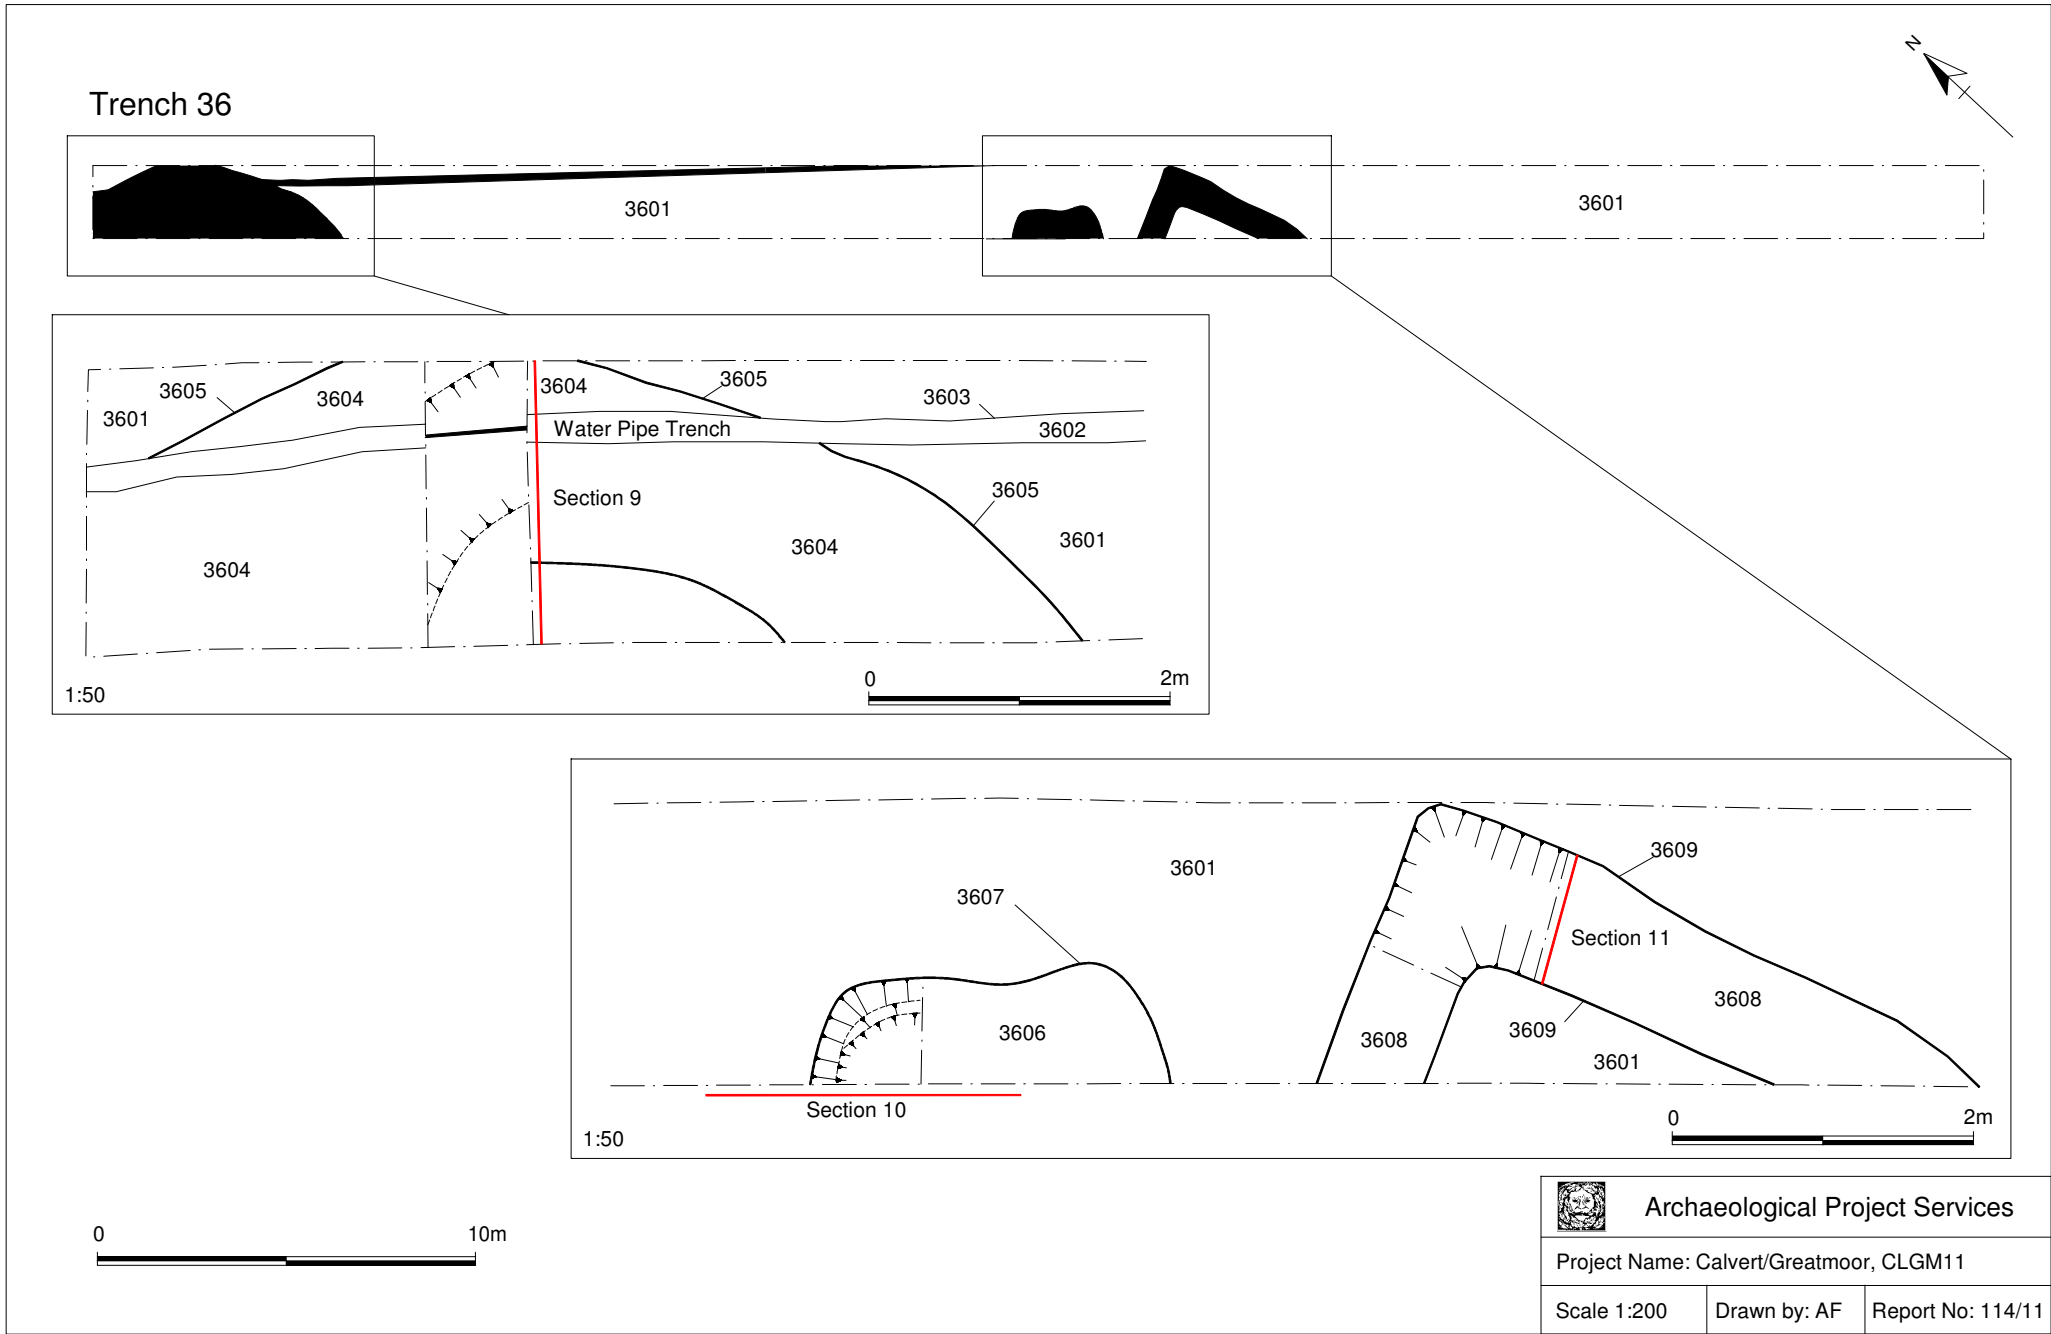 N
Trench 36
3601
3601
3605
3604
3601
3604
3605
3603
Water Pipe Trench
3602
Section 9
3605
3604
3601
3604
0 2m
1:50
3609
3601
3607
Section 11
3608
3606
3609
3608
3601
Section 10
0 2m
1:50
0 10m
Archaeological Project Services
Project Name: Calvert/Greatmoor, CLGM11
Scale 1:200 Drawn by: AF Report No: 114/11